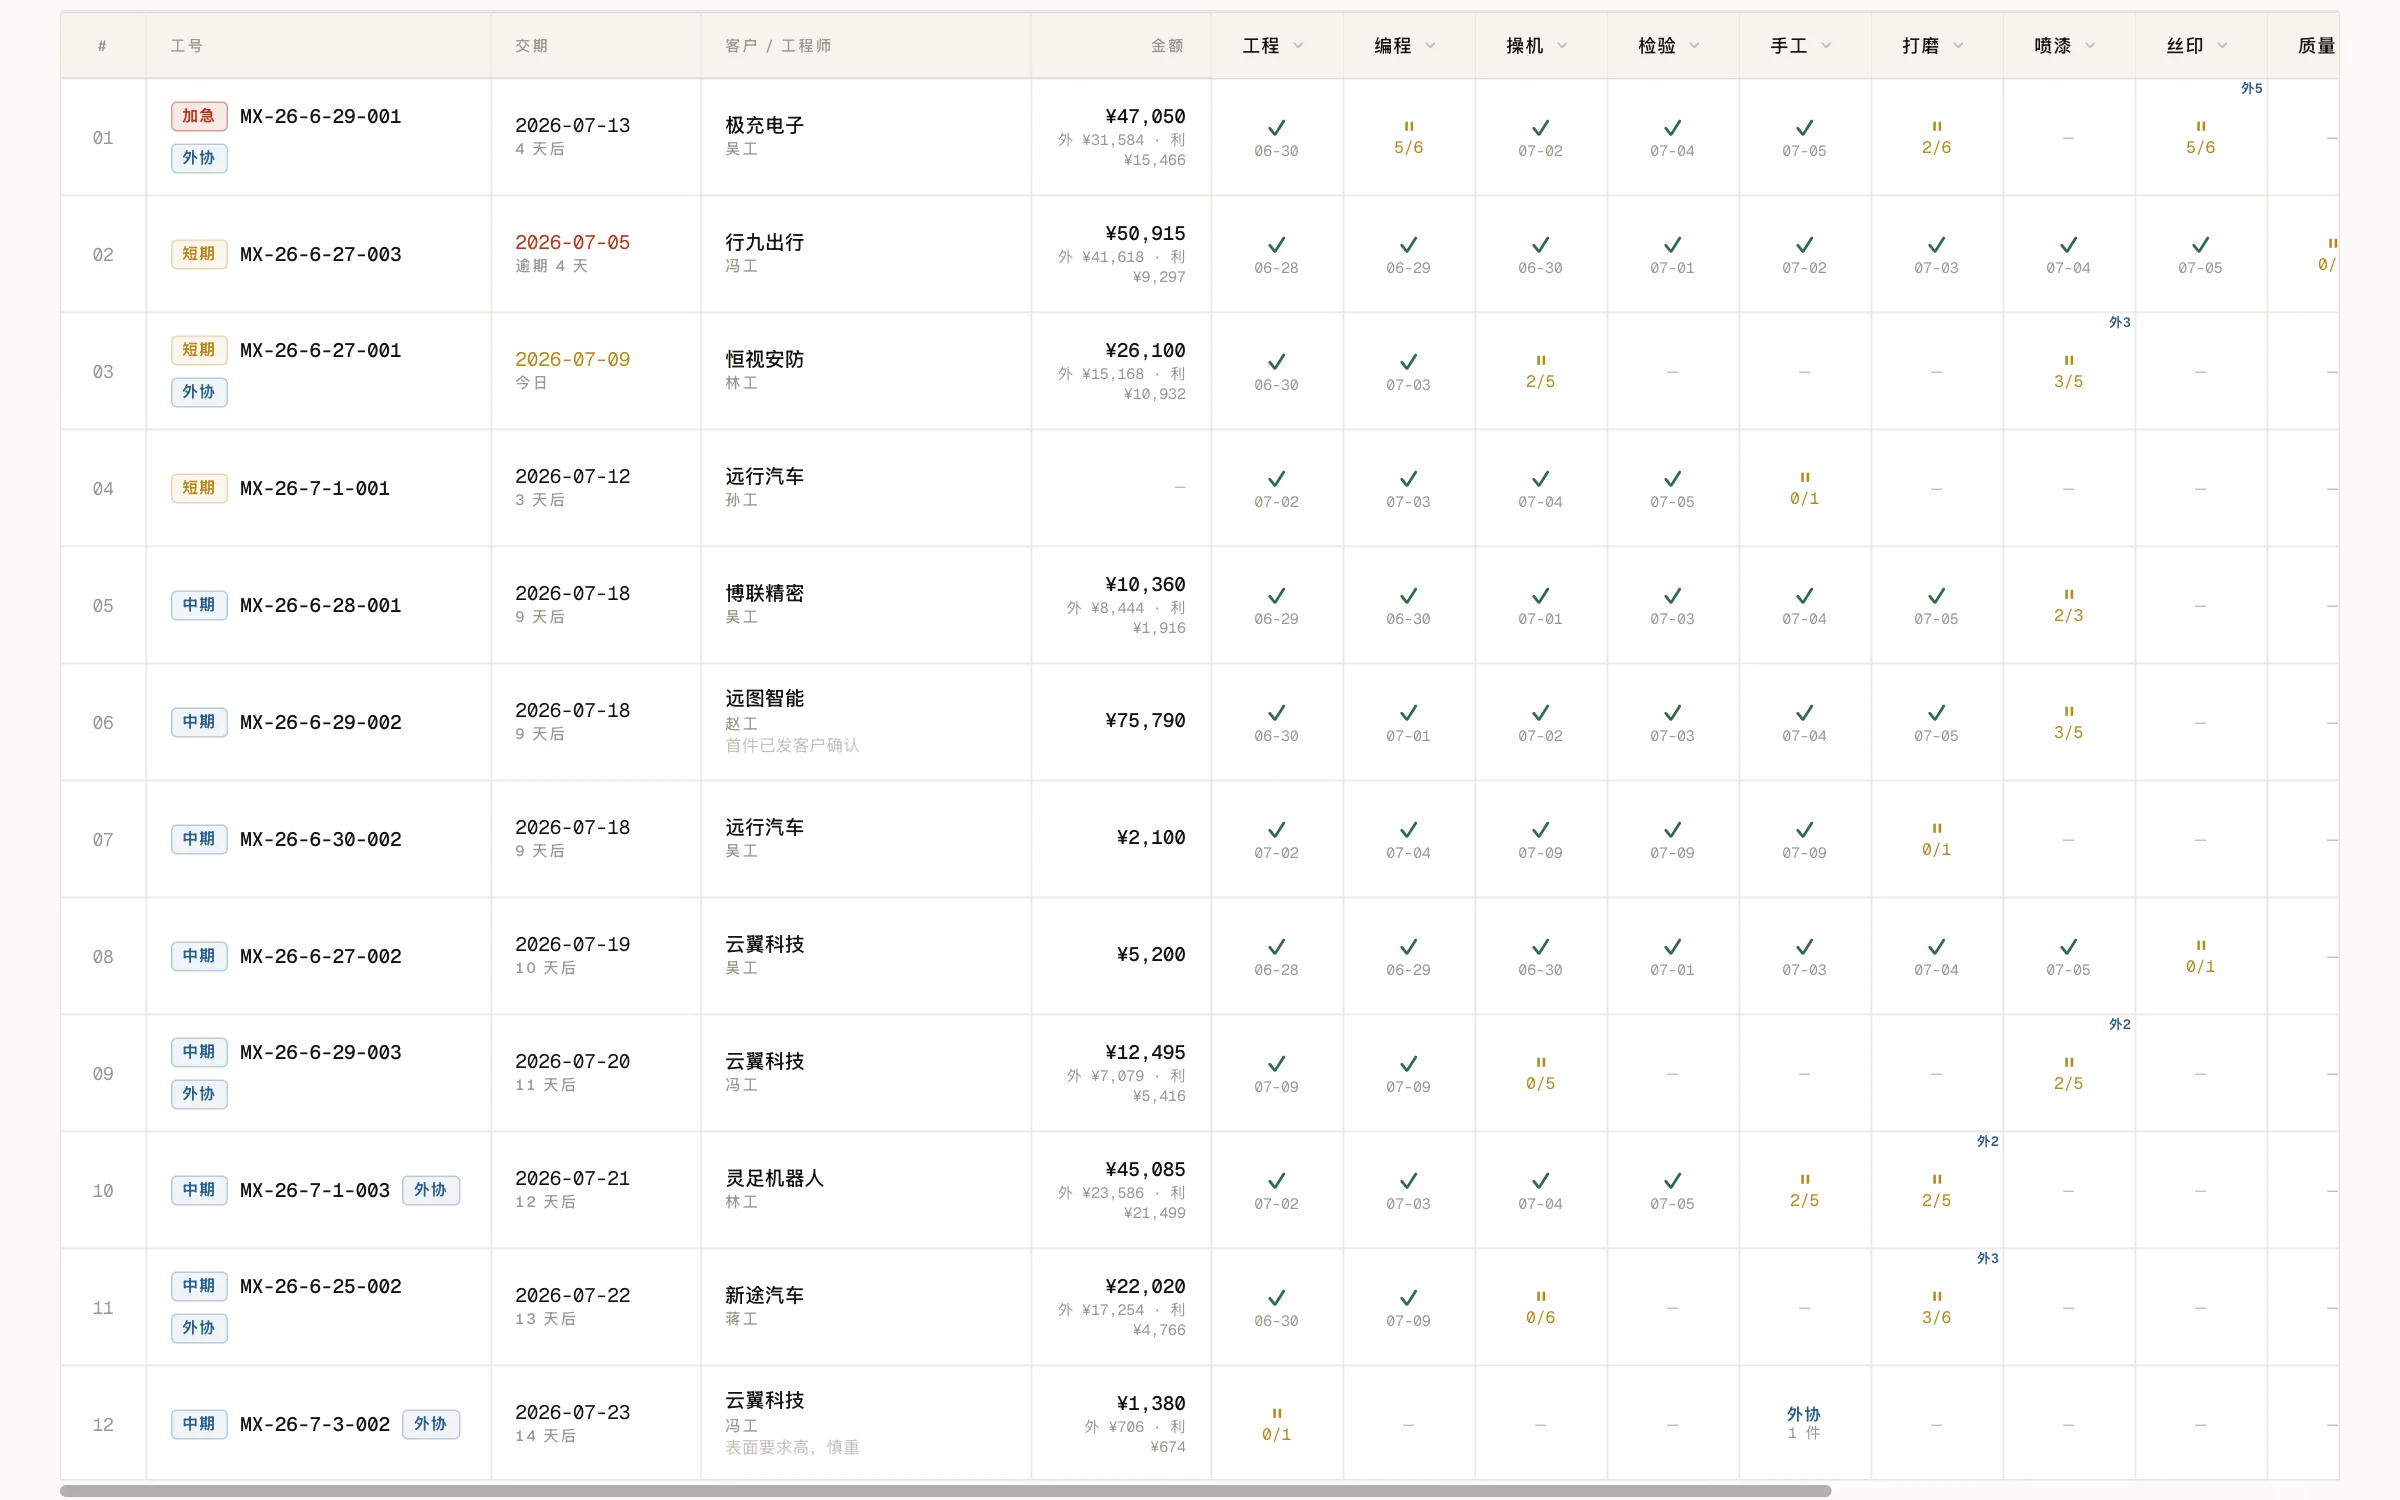 # 工号 交期 客户 / 工程师 金额 工程 编程 操机 检验 手工 打磨 喷漆 丝印 质量
01 加急 MX-26-6-29-001 外协 2026-07-13 4 天后 极充电子 吴工 ¥47,050 外 ¥31,584 · 利 ¥15,466 ✓ 06-30 5/6 ✓ 07-02 ✓ 07-04 ✓ 07-05 2/6 — 外5 5/6 —
02 短期 MX-26-6-27-003 2026-07-05 逾期 4 天 行九出行 冯工 ¥50,915 外 ¥41,618 · 利 ¥9,297 ✓ 06-28 ✓ 06-29 ✓ 06-30 ✓ 07-01 ✓ 07-02 ✓ 07-03 ✓ 07-04 ✓ 07-05 0/
03 短期 MX-26-6-27-001 外协 2026-07-09 今日 恒视安防 林工 ¥26,100 外 ¥15,168 · 利 ¥10,932 ✓ 06-30 ✓ 07-03 2/5 — — — 外3 3/5 — —
04 短期 MX-26-7-1-001 2026-07-12 3 天后 远行汽车 孙工 — ✓ 07-02 ✓ 07-03 ✓ 07-04 ✓ 07-05 0/1 — — — —
05 中期 MX-26-6-28-001 2026-07-18 9 天后 博联精密 吴工 ¥10,360 外 ¥8,444 · 利 ¥1,916 ✓ 06-29 ✓ 06-30 ✓ 07-01 ✓ 07-03 ✓ 07-04 ✓ 07-05 2/3 — —
06 中期 MX-26-6-29-002 2026-07-18 9 天后 远图智能 赵工 首件已发客户确认 ¥75,790 ✓ 06-30 ✓ 07-01 ✓ 07-02 ✓ 07-03 ✓ 07-04 ✓ 07-05 3/5 — —
07 中期 MX-26-6-30-002 2026-07-18 9 天后 远行汽车 吴工 ¥2,100 ✓ 07-02 ✓ 07-04 ✓ 07-09 ✓ 07-09 ✓ 07-09 0/1 — — —
08 中期 MX-26-6-27-002 2026-07-19 10 天后 云翼科技 吴工 ¥5,200 ✓ 06-28 ✓ 06-29 ✓ 06-30 ✓ 07-01 ✓ 07-03 ✓ 07-04 ✓ 07-05 0/1 —
09 中期 MX-26-6-29-003 外协 2026-07-20 11 天后 云翼科技 冯工 ¥12,495 外 ¥7,079 · 利 ¥5,416 ✓ 07-09 ✓ 07-09 0/5 — — — 外2 2/5 — —
10 中期 MX-26-7-1-003 外协 2026-07-21 12 天后 灵足机器人 林工 ¥45,085 外 ¥23,586 · 利 ¥21,499 ✓ 07-02 ✓ 07-03 ✓ 07-04 ✓ 07-05 2/5 外2 2/5 — — —
11 中期 MX-26-6-25-002 外协 2026-07-22 13 天后 新途汽车 蒋工 ¥22,020 外 ¥17,254 · 利 ¥4,766 ✓ 06-30 ✓ 07-09 0/6 — — 外3 3/6 — — —
12 中期 MX-26-7-3-002 外协 2026-07-23 14 天后 云翼科技 冯工 表面要求高，慎重 ¥1,380 外 ¥706 · 利 ¥674 0/1 — — — 外协 1 件 — — — —